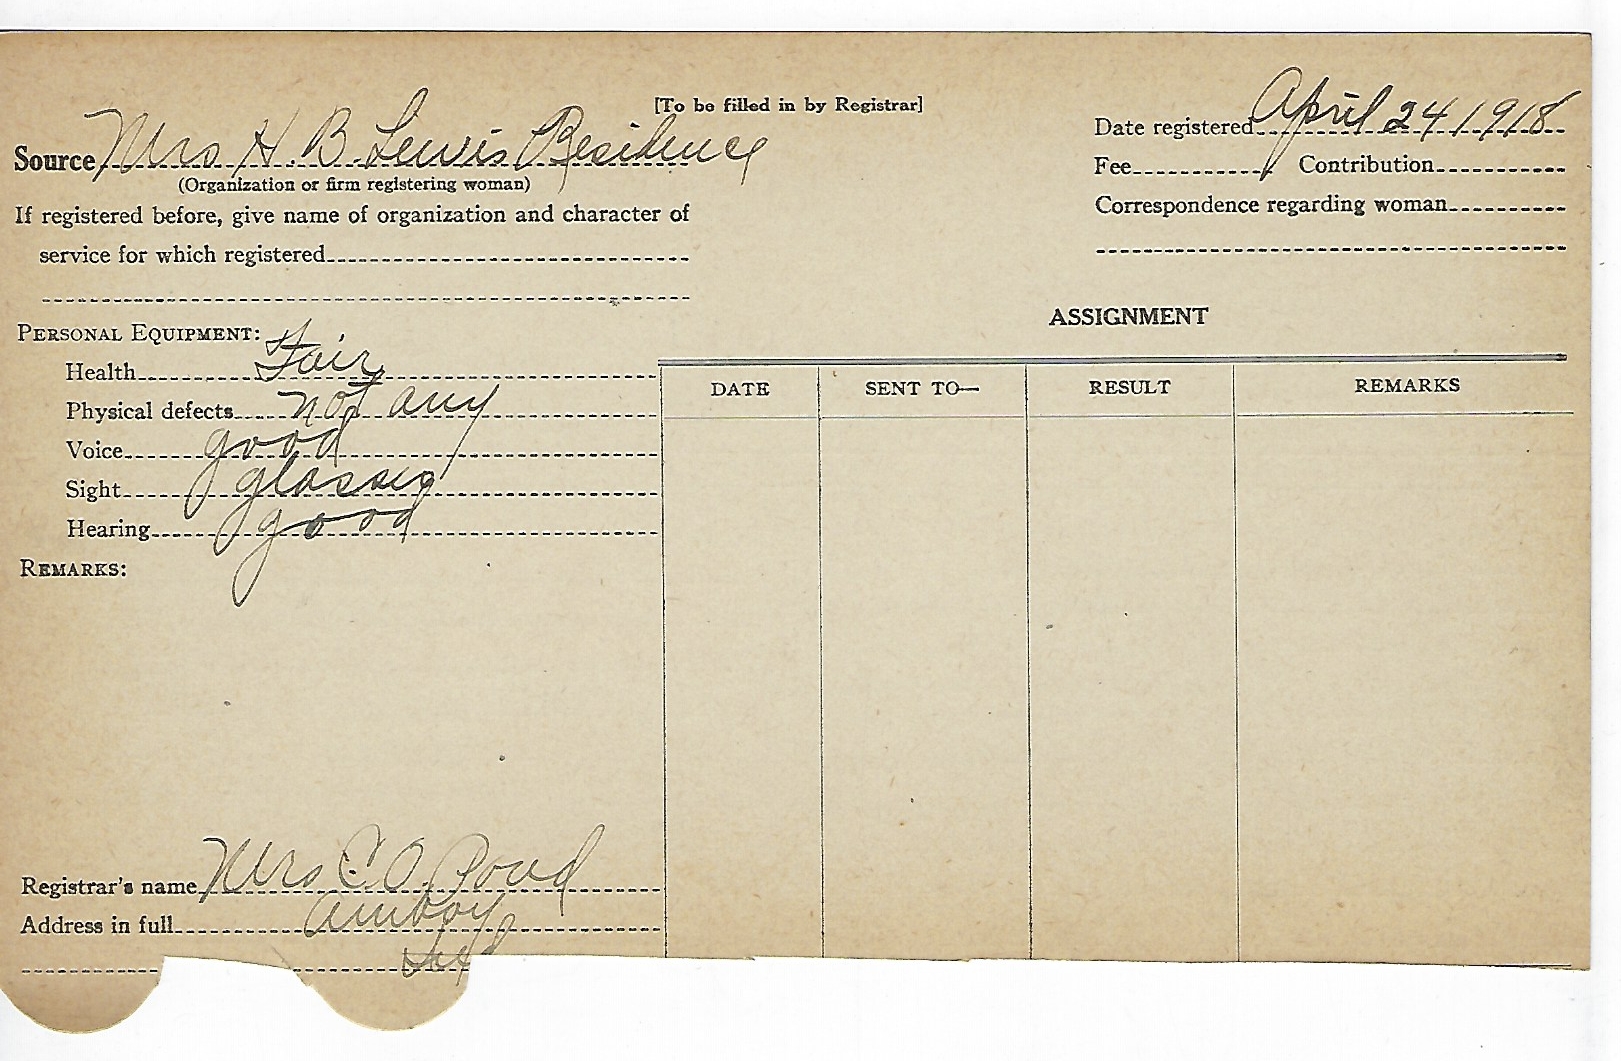 [To be filled in by Registrar]
Source Mrs H. B. Lewis Residence
(Organization or firm registering woman)
If registered before, give name of organization and character of
service for which registered
Date registered April 24 1918
Fee Contribution
Correspondence regarding woman
PERSONAL EQUIPMENT:
Health Fair
Physical defects not any
Voice good
Sight glasses
Hearing good
REMARKS:
ASSIGNMENT
DATE SENT TO— RESULT REMARKS
Registrar's name Mrs C O
Address in full Amboy